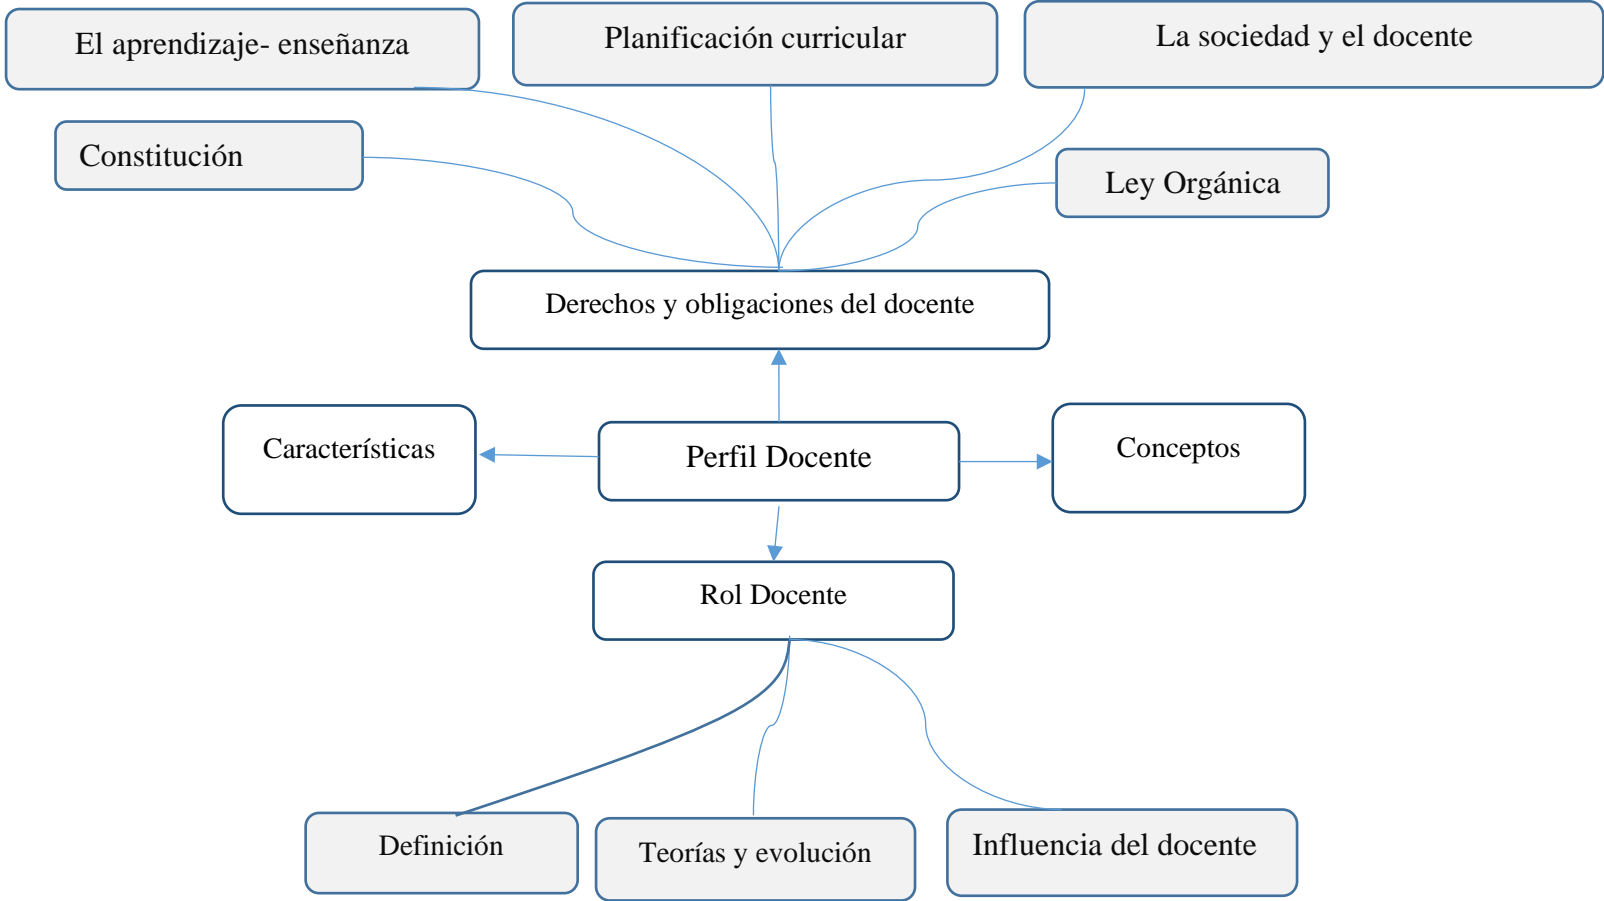 El aprendizaje- enseñanza
Planificación curricular
La sociedad y el docente
Constitución
Ley Orgánica
Derechos y obligaciones del docente
Características
Perfil Docente
Conceptos
Rol Docente
Definición
Teorías y evolución
Influencia del docente